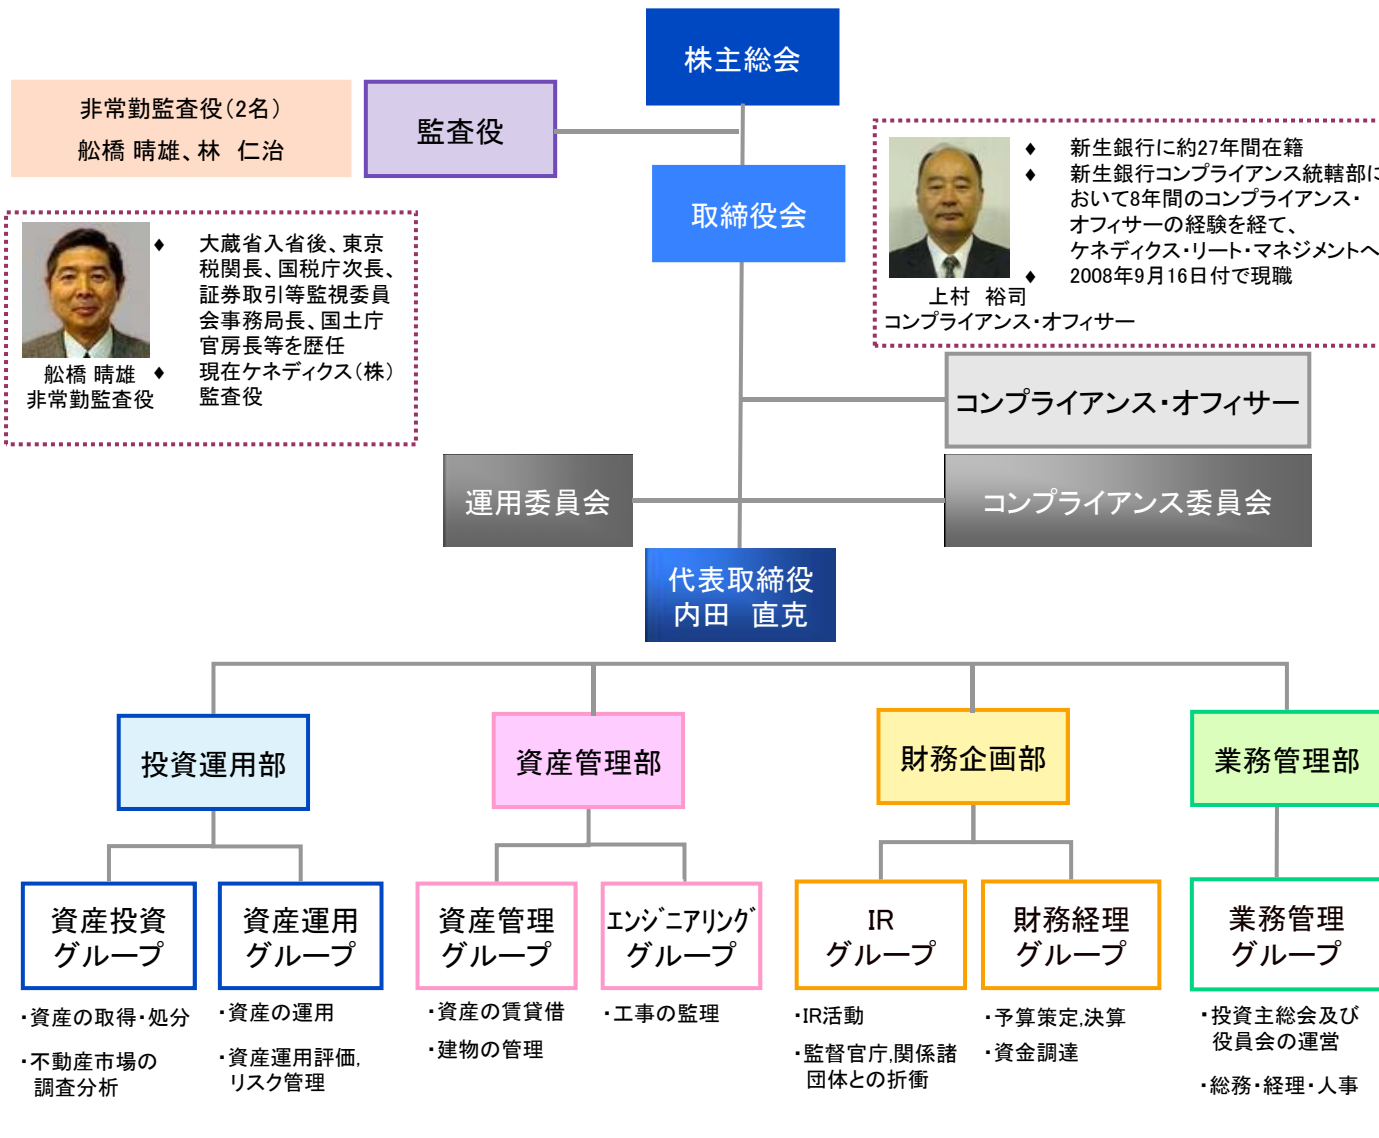 株主総会
非常勤監査役(2名)
舩橋 晴雄、林 仁治
監査役
取締役会
◆ 新生銀行に約27年間在籍
◆ 新生銀行コンプライアンス統轄部に
おいて8年間のコンプライアンス・
オフィサーの経験を経て、
ケネディクス・リート・マネジメントへ
◆ 2008年9月16日付で現職
上村 裕司
コンプライアンス・オフィサー
◆ 大蔵省入省後、東京
税関長、国税庁次長、
証券取引等監視委員
会事務局長、国土庁
官房長等を歴任
◆ 現在ケネディクス(株)
監査役
舩橋 晴雄
非常勤監査役
コンプライアンス・オフィサー
運用委員会
コンプライアンス委員会
代表取締役
内田 直克
投資運用部
資産管理部
財務企画部
業務管理部
資産投資
グループ
資産運用
グループ
資産管理
グループ
エンジニアリング
グループ
IR
グループ
財務経理
グループ
業務管理
グループ
・資産の取得・処分
・不動産市場の
調査分析
・資産の運用
・資産運用評価,
リスク管理
・資産の賃貸借
・建物の管理
・工事の監理
・IR活動
・監督官庁,関係諸
団体との折衝
・予算策定,決算
・資金調達
・投資主総会及び
役員会の運営
・総務・経理・人事